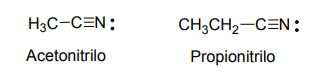 H₃C−C≡N:
CH₃CH₂−C≡N:
Acetonitrilo
Propionitrilo